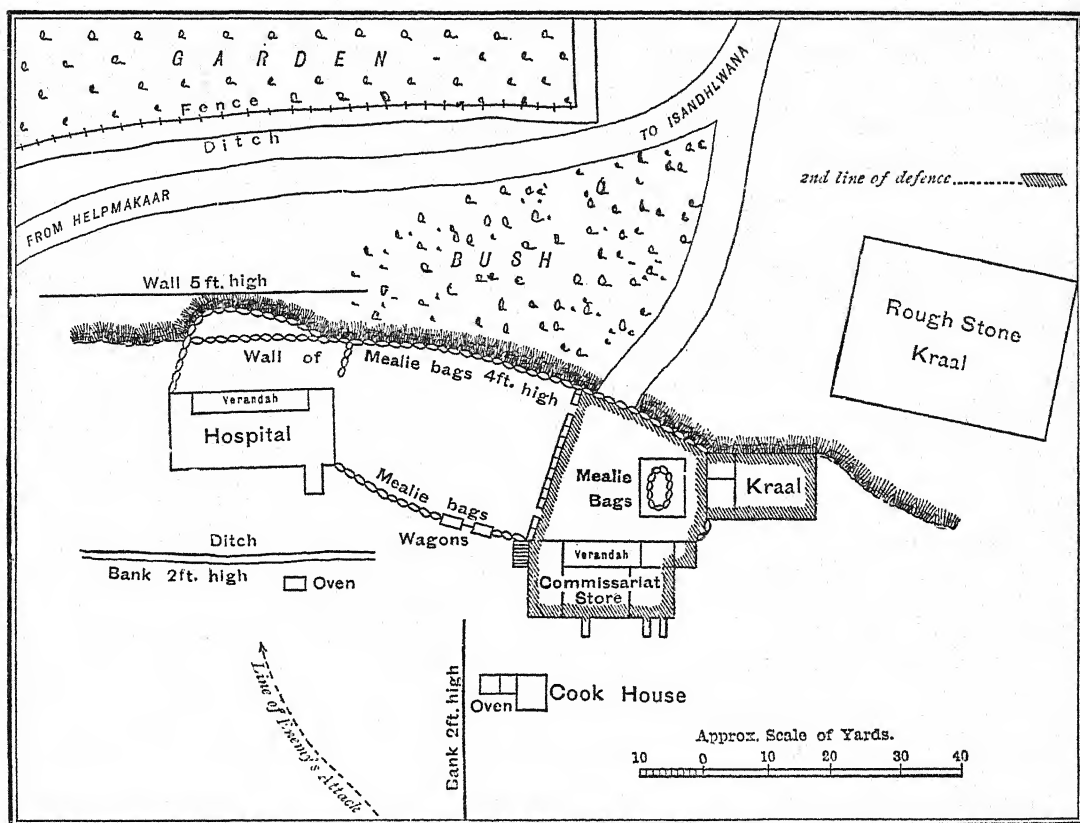 GARDEN
Fence
Ditch
TO ISANDHLWANA
FROM HELPMAKAAR
2nd line of defence
BUSH
Wall 5 ft. high
Rough Stone
Kraal
Wall of Mealie bags 4ft. high
Verandah
Hospital
Mealie
Bags
Kraal
Mealie bags
Wagons
Ditch
Bank 2ft. high
Oven
Verandah
Commissariat
Store
Line of Enemy's Attack
Bank 2ft. high
Oven
Cook House
Approx. Scale of Yards.
10 0 10 20 30 40